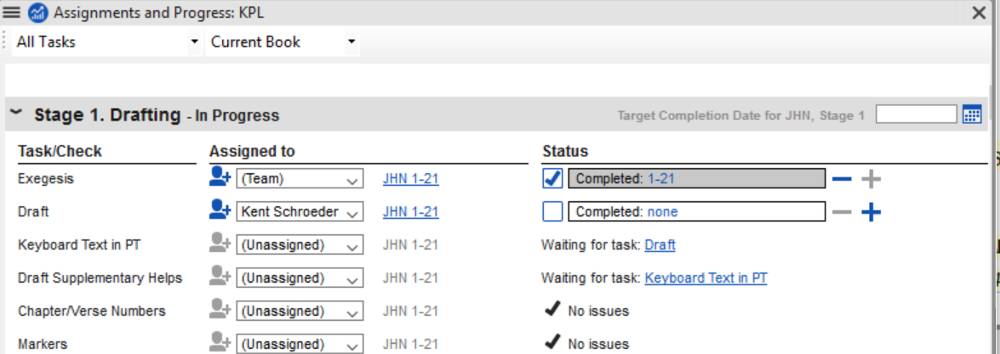 Assignments and Progress: KPL
All Tasks Current Book
Stage 1. Drafting - In Progress Target Completion Date for JHN, Stage 1
Task/Check Assigned to Status
Exegesis (Team) JHN 1-21 Completed: 1-21
Draft Kent Schroeder JHN 1-21 Completed: none
Keyboard Text in PT (Unassigned) JHN 1-21 Waiting for task: Draft
Draft Supplementary Helps (Unassigned) JHN 1-21 Waiting for task: Keyboard Text in PT
Chapter/Verse Numbers (Unassigned) JHN 1-21 No issues
Markers (Unassigned) JHN 1-21 No issues